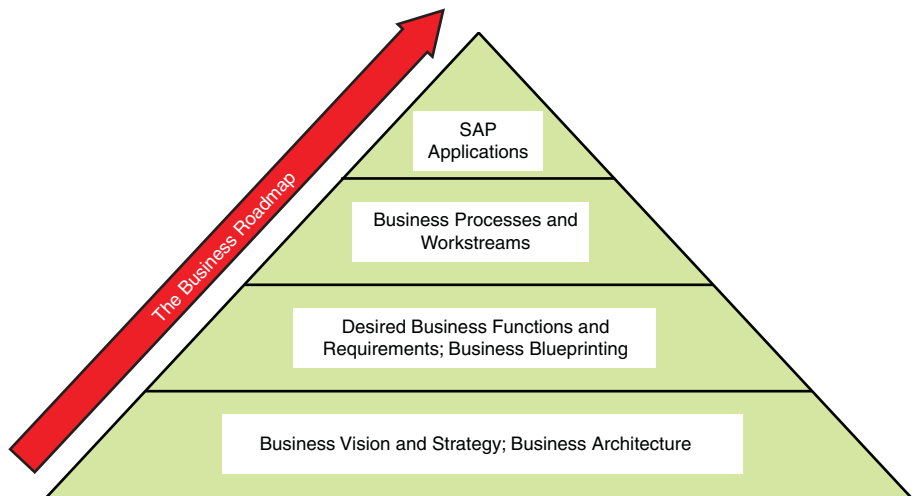 The Business Roadmap
SAP
Applications
Business Processes and
Workstreams
Desired Business Functions and
Requirements; Business Blueprinting
Business Vision and Strategy; Business Architecture